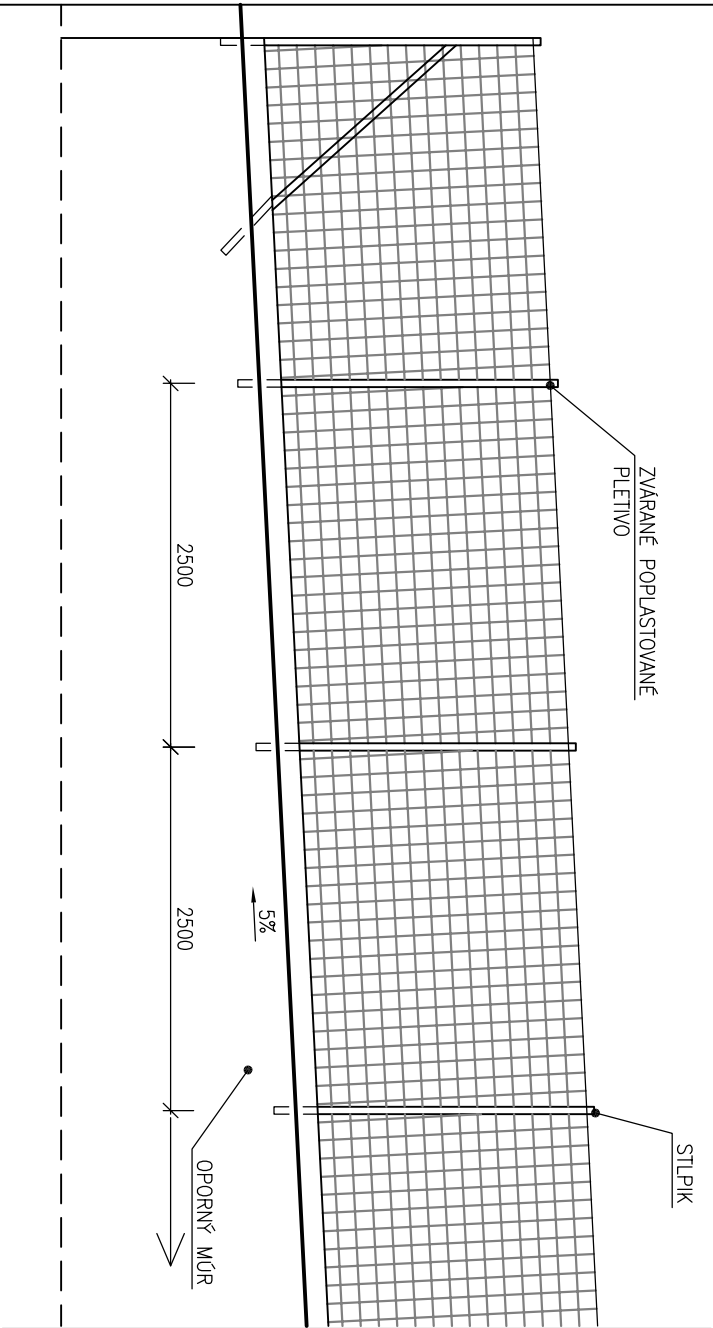 ZVÁRANÉ POPLASTOVANÉ
PLETIVO
STLPIK
2500
2500
5%
OPORNÝ MÚR